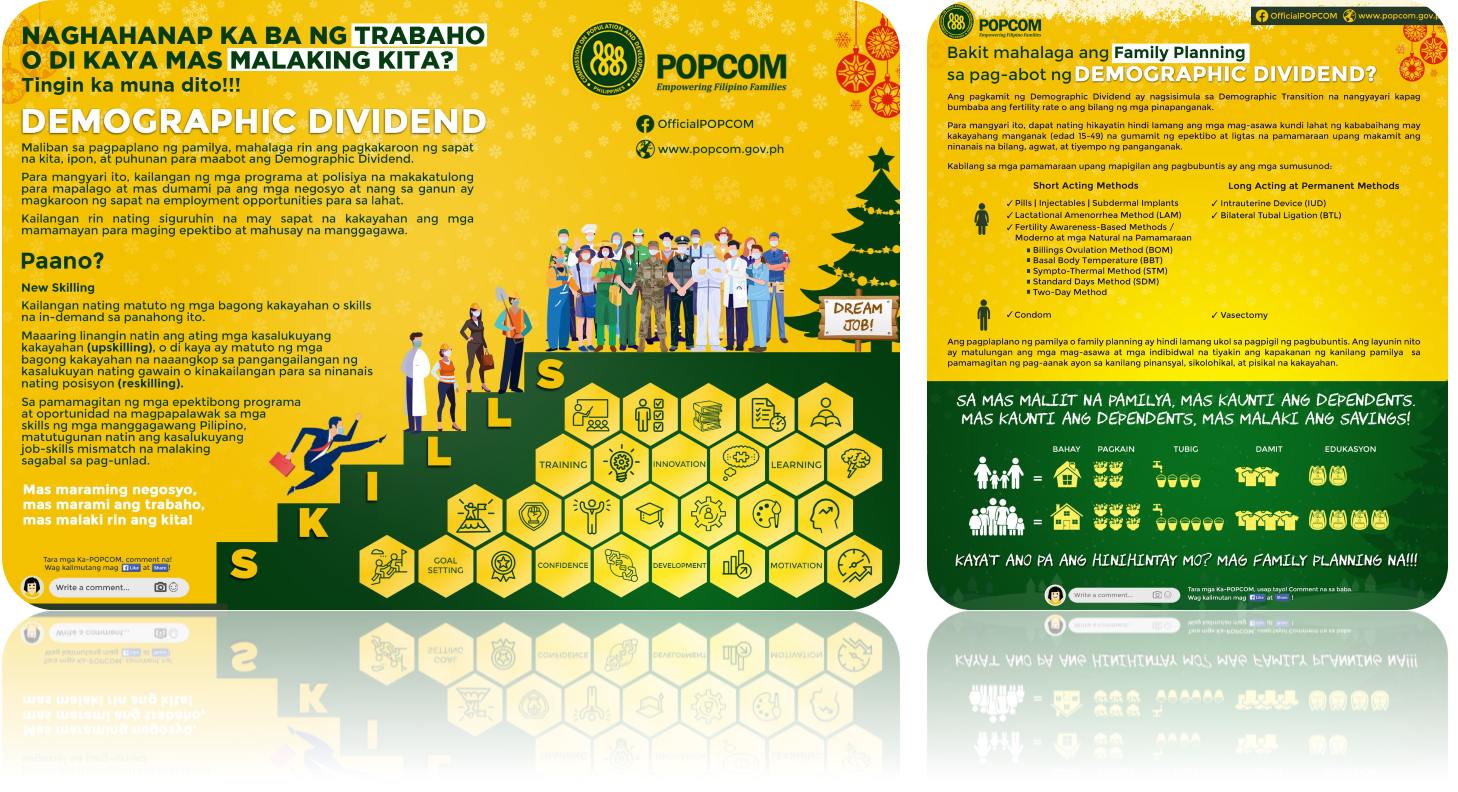 NAGHAHANAP KA BA NG TRABAHO
O DI KAYA MAS MALAKING KITA?
Tingin ka muna dito!!!
DEMOGRAPHIC DIVIDEND
Maliban sa pagpaplano ng pamilya, mahalaga rin ang pagkakaroon ng sapat
na kita, ipon, at puhunan para maabot ang Demographic Dividend.
Para mangyari ito, kailangan ng mga programa at polisiya na makakatulong
para mapalago at mas dumami pa ang mga negosyo at nang sa ganun ay
magkaroon ng sapat na employment opportunities para sa lahat.
Kailangan rin nating siguruhin na may sapat na kakayahan ang mga
mamamayan para maging epektibo at mahusay na manggagawa.
Paano?
New Skilling
Kailangan nating matuto ng mga bagong kakayahan o skills
na in-demand sa panahong ito.
Maaaring linangin natin ang ating mga kasalukuyang
kakayahan (upskilling), o di kaya ay matuto ng mga
bagong kakayahan na naaangkop sa pangangailangan ng
kasalukuyan nating gawain o kinakailangan para sa ninanais
nating posisyon (reskilling).
Sa pamamagitan ng mga epektibong programa
at oportunidad na magpapalawak sa mga
skills ng mga manggagawang Pilipino,
matutugunan natin ang kasalukuyang
job-skills mismatch na malaking
sagabal sa pag-unlad.
Mas maraming negosyo,
mas marami ang trabaho,
mas malaki rin ang kita!
Tara mga Ka-POPCOM, comment na!
Wag kalimutang mag Like at Share !
Write a comment...
COMMISSION ON POPULATION AND DEVELOPMENT
PHILIPPINES
POPCOM
Empowering Filipino Families
OfficialPOPCOM
www.popcom.gov.ph
DREAM
JOB!
S
L
L
I
K
S
TRAINING
INNOVATION
LEARNING
GOAL
SETTING
CONFIDENCE
DEVELOPMENT
MOTIVATION
POPCOM
Empowering Filipino Families
OfficialPOPCOM
www.popcom.gov.p
Bakit mahalaga ang Family Planning
sa pag-abot ng DEMOGRAPHIC DIVIDEND?
Ang pagkamit ng Demographic Dividend ay nagsisimula sa Demographic Transition na nangyayari kapag
bumbaba ang fertility rate o ang bilang ng mga pinapanganak.
Para mangyari ito, dapat nating hikayatin hindi lamang ang mga mag-asawa kundi lahat ng kababaihang may
kakayahang manganak (edad 15-49) na gumamit ng epektibo at ligtas na pamamaraan upang makamit ang
ninanais na bilang, agwat, at tiyempo ng panganganak.
Kabilang sa mga pamamaraan upang mapigilan ang pagbubuntis ay ang mga sumusunod:
Short Acting Methods
Long Acting at Permanent Methods
✓ Pills | Injectables | Subdermal Implants
✓ Lactational Amenorrhea Method (LAM)
✓ Fertility Awareness-Based Methods /
Moderno at mga Natural na Pamamaraan
▪ Billings Ovulation Method (BOM)
▪ Basal Body Temperature (BBT)
▪ Sympto-Thermal Method (STM)
▪ Standard Days Method (SDM)
▪ Two-Day Method
✓ Intrauterine Device (IUD)
✓ Bilateral Tubal Ligation (BTL)
✓ Condom
✓ Vasectomy
Ang pagplaplano ng pamilya o family planning ay hindi lamang ukol sa pagpigil ng pagbubuntis. Ang layunin nito
ay matulungan ang mga mag-asawa at mga indibidwal na tiyakin ang kapakanan ng kanilang pamilya sa
pamamagitan ng pag-aanak ayon sa kanilang pinansyal, sikolohikal, at pisikal na kakayahan.
SA MAS MALIIT NA PAMILYA, MAS KAUNTI ANG DEPENDENTS.
MAS KAUNTI ANG DEPENDENTS, MAS MALAKI ANG SAVINGS!
BAHAY PAGKAIN TUBIG DAMIT EDUKASYON
=
=
KAYA'T ANO PA ANG HINIHINTAY MO? MAG FAMILY PLANNING NA!!!
Write a comment...
Tara mga Ka-POPCOM, usap tayo! Comment na sa baba.
Wag kalimutan mag Like at Share !